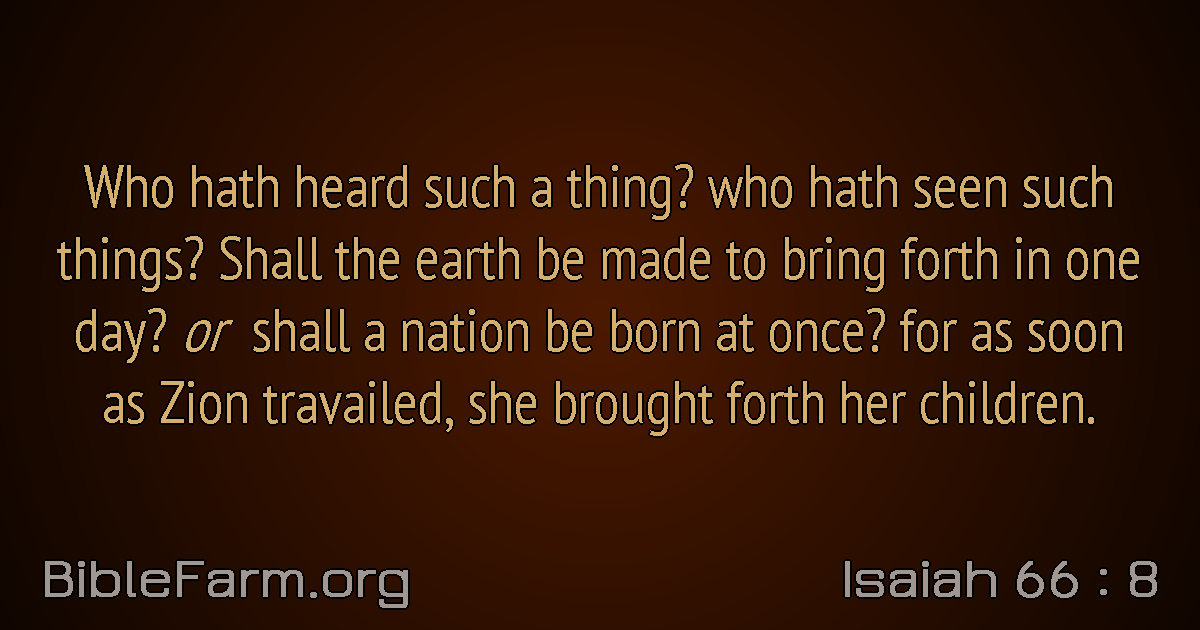 Who hath heard such a thing? who hath seen such
things? Shall the earth be made to bring forth in one
day? or shall a nation be born at once? for as soon
as Zion travailed, she brought forth her children.
BibleFarm.org
Isaiah 66 : 8